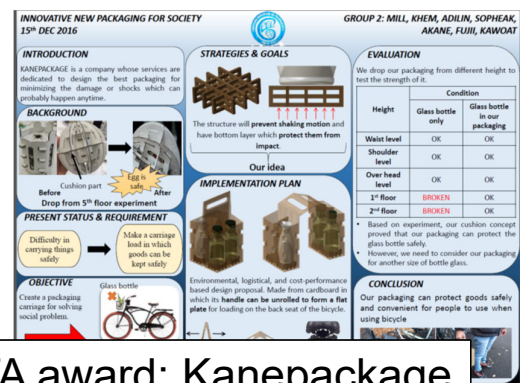 INNOVATIVE NEW PACKAGING FOR SOCIETY
15th DEC 2016
GROUP 2: MILL, KHEM, ADILIN, SOPHEAK,
AKANE, FUJII, KAWOAT
INTRODUCTION
KANEPACKAGE is a company whose services are
dedicated to design the best packaging for
minimizing the damage or shocks which can
probably happen anytime.
BACKGROUND
Cushion part
Egg is
safe
Before
After
Drop from 5th floor experiment
PRESENT STATUS & REQUIREMENT
Difficulty in
carrying things
safely
Make a carriage
load in which
goods can be
kept safely
OBJECTIVE
Create a packaging
carriage for solving
social problem.
Glass bottle
STRATEGIES & GOALS
The structure will prevent shaking motion and
have bottom layer which protect them from
impact.
Our idea
IMPLEMENTATION PLAN
Environmental, logistical, and cost-performance
based design proposal. Made from cardboard in
which its handle can be unrolled to form a flat
plate for loading on the back seat of the bicycle.
EVALUATION
We drop our packaging from different height to
test the strength of it.
Height
Condition
Glass bottle
only
Glass bottle
in our
packaging
Waist level OK OK
Shoulder
level OK OK
Over head
level OK OK
1st floor BROKEN OK
2nd floor BROKEN OK
• Based on experiment, our cushion concept
proved that our packaging can protect the
glass bottle safely.
• However, we need to consider our packaging
for another size of bottle glass.
CONCLUSION
Our packaging can protect goods safely
and convenient for people to use when
using bicycle
TA award: Kanepackage